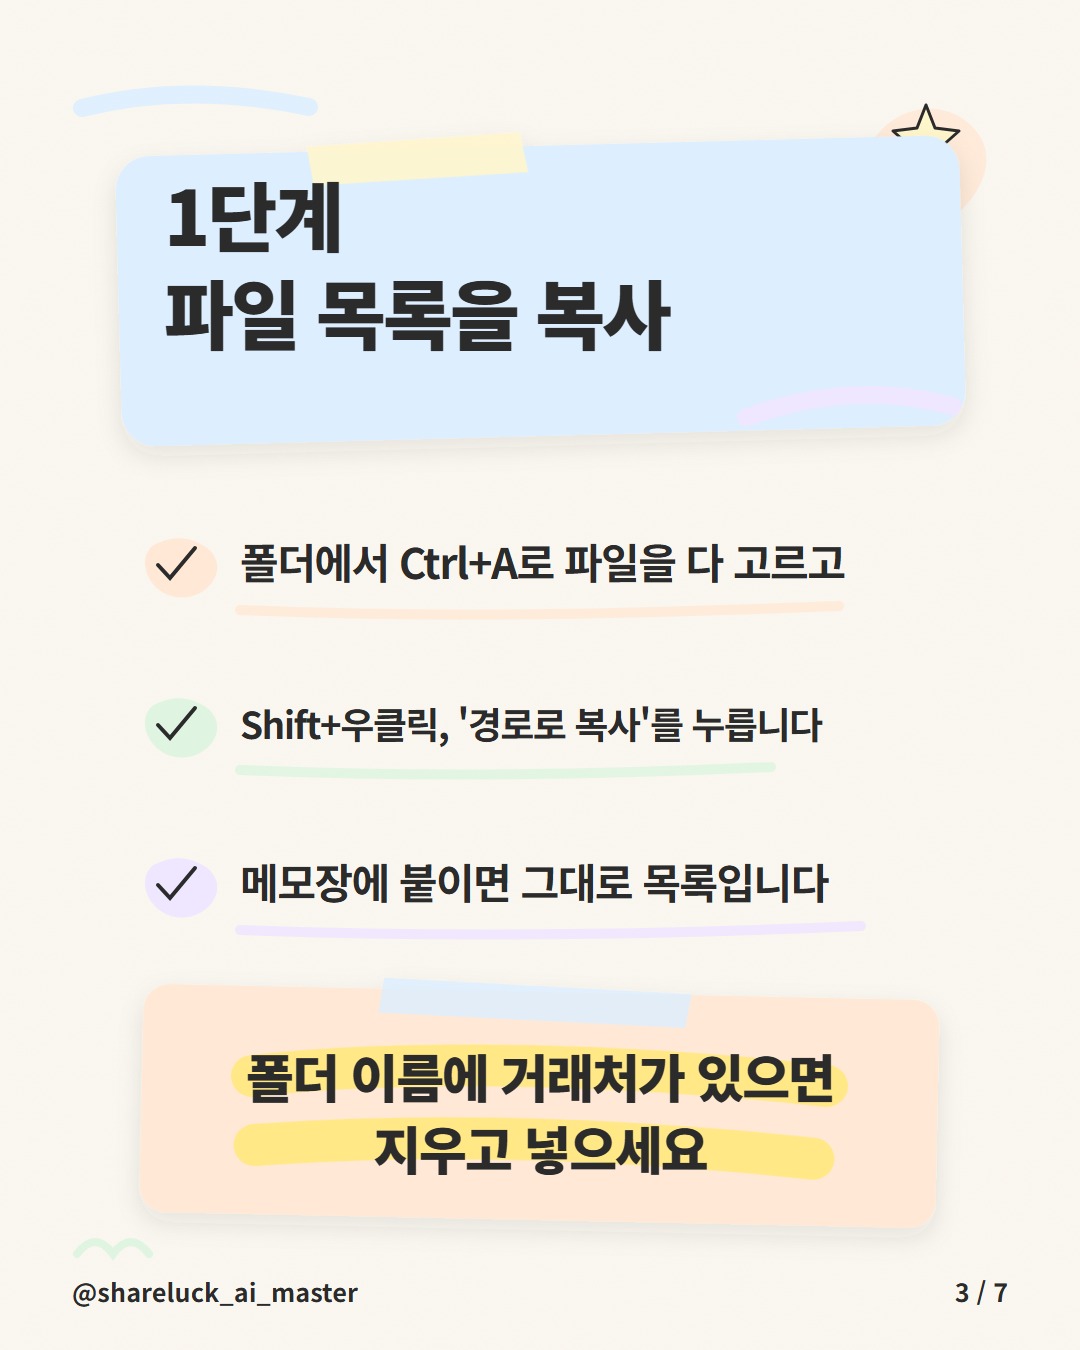 1단계
파일 목록을 복사
폴더에서 Ctrl+A로 파일을 다 고르고
Shift+우클릭, '경로로 복사'를 누릅니다
메모장에 붙이면 그대로 목록입니다
폴더 이름에 거래처가 있으면
지우고 넣으세요
@shareluck_ai_master
3 / 7